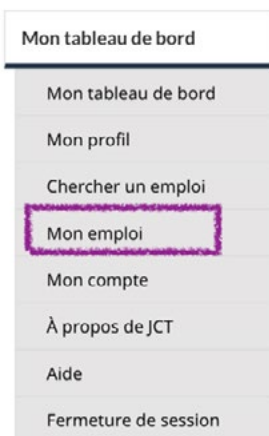 Mon tableau de bord
Mon tableau de bord
Mon profil
Chercher un emploi
Mon emploi
Mon compte
À propos de JCT
Aide
Fermeture de session